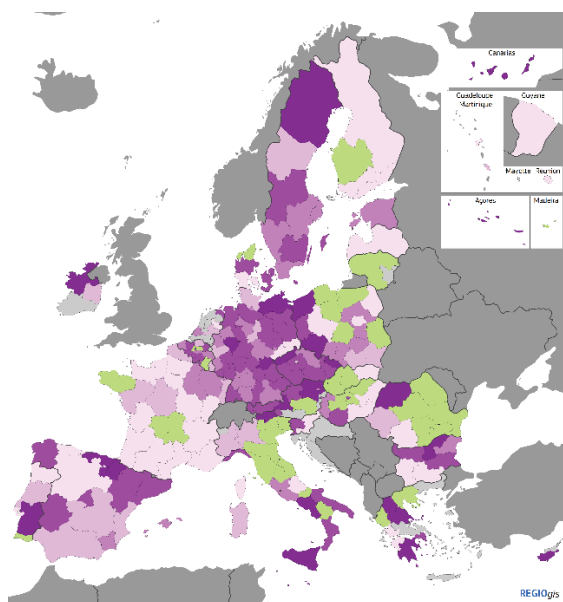 Canarias
Guadeloupe
Martinique
Guyane
Mayotte
Réunion
Açores
Madeira
REGIOgis